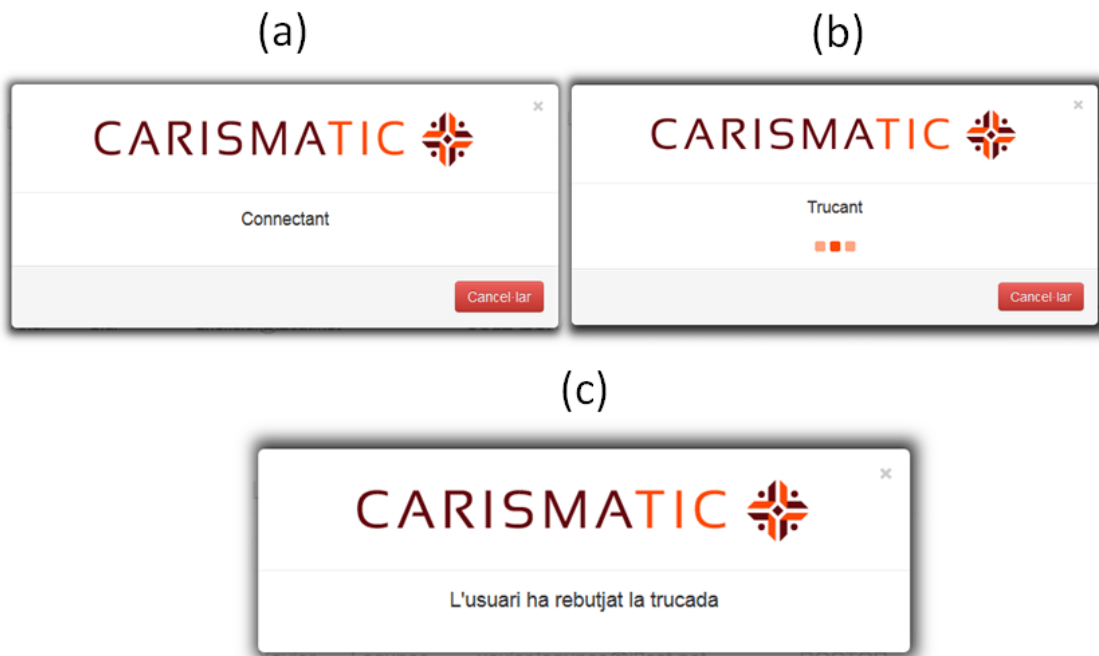 (a)
(b)
×
CARISMATIC
Connectant
Cancel·lar
×
CARISMATIC
Trucant
Cancel·lar
(c)
×
CARISMATIC
L'usuari ha rebutjat la trucada